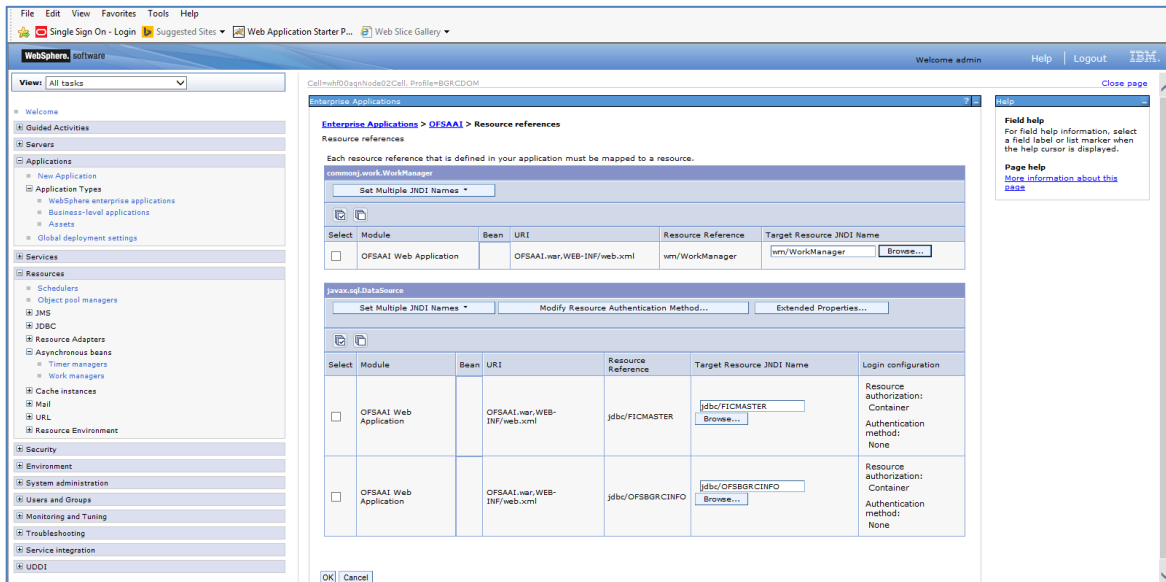 File Edit View Favorites Tools Help
Single Sign On - Login Suggested Sites Web Application Starter P... Web Slice Gallery
WebSphere. software
Welcome admin
Help | Logout
IBM.
View: All tasks
Welcome
Guided Activities
Servers
Applications
New Application
Application Types
WebSphere enterprise applications
Business-level applications
Assets
Global deployment settings
Services
Resources
Schedulers
Object pool managers
JMS
JDBC
Resource Adapters
Asynchronous beans
Timer managers
Work managers
Cache instances
Mail
URL
Resource Environment
Security
Environment
System administration
Users and Groups
Monitoring and Tuning
Troubleshooting
Service integration
UDDI
Cell=whf00aqnNode02Cell, Profile=BGRCDOM
Close page
Enterprise Applications
? -
Enterprise Applications > OFSAAI > Resource references
Resource references
Each resource reference that is defined in your application must be mapped to a resource.
commonj.work.WorkManager
Set Multiple JNDI Names
Select Module Bean URI Resource Reference Target Resource JNDI Name
OFSAAI Web Application OFSAAI.war,WEB-INF/web.xml wm/WorkManager wm/WorkManager Browse...
javax.sql.DataSource
Set Multiple JNDI Names Modify Resource Authentication Method... Extended Properties...
Select Module Bean URI Resource
Reference Target Resource JNDI Name Login configuration
OFSAAI Web
Application
OFSAAI.war,WEB-
INF/web.xml
jdbc/FICMASTER
jdbc/FICMASTER
Browse...
Resource
authorization:
Container
Authentication
method:
None
OFSAAI Web
Application
OFSAAI.war,WEB-
INF/web.xml
jdbc/OFSBGRCINFO
jdbc/OFSBGRCINFO
Browse...
Resource
authorization:
Container
Authentication
method:
None
OK Cancel
Help -
Field help
For field help information, select
a field label or list marker when
the help cursor is displayed.
Page help
More information about this
page